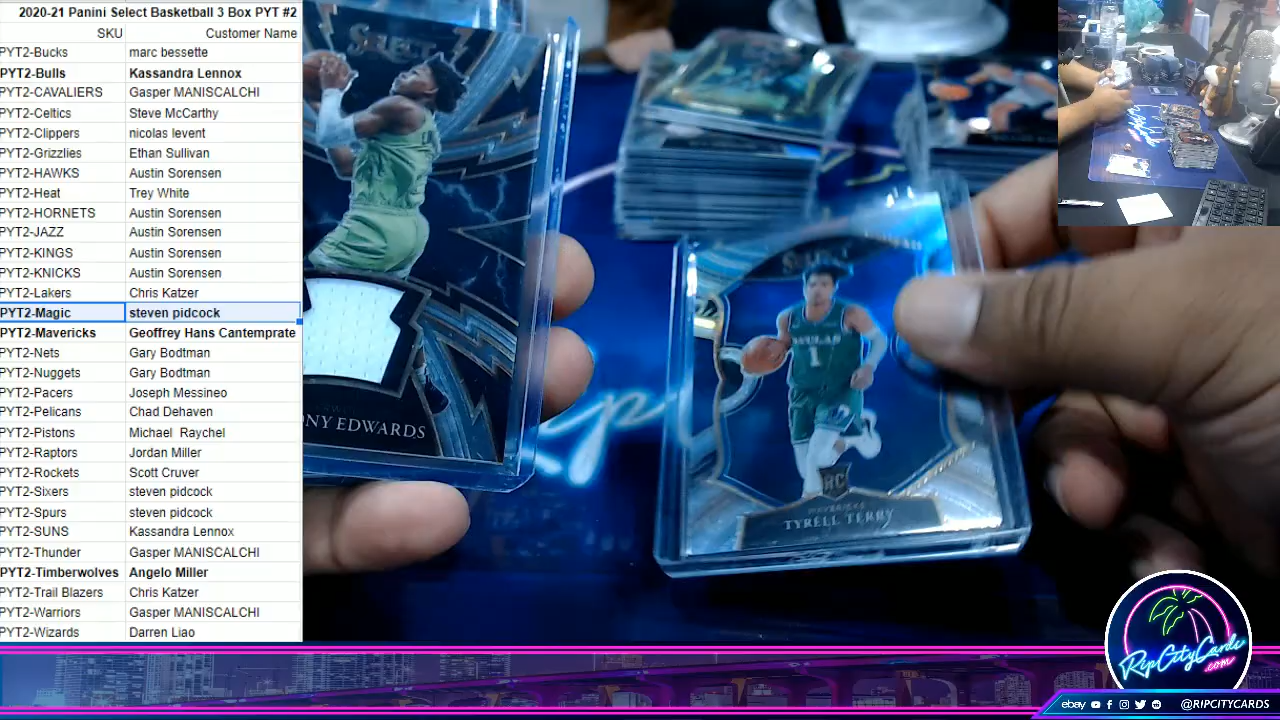 2020-21 Panini Select Basketball 3 Box PYT #2
SKU Customer Name
PYT2-Bucks marc bessette
PYT2-Bulls Kassandra Lennox
PYT2-CAVALIERS Gasper MANISCALCHI
PYT2-Celtics Steve McCarthy
PYT2-Clippers nicolas levent
PYT2-Grizzlies Ethan Sullivan
PYT2-HAWKS Austin Sorensen
PYT2-Heat Trey White
PYT2-HORNETS Austin Sorensen
PYT2-JAZZ Austin Sorensen
PYT2-KINGS Austin Sorensen
PYT2-KNICKS Austin Sorensen
PYT2-Lakers Chris Katzer
PYT2-Magic steven pidcock
PYT2-Mavericks Geoffrey Hans Cantemprate
PYT2-Nets Gary Bodtman
PYT2-Nuggets Gary Bodtman
PYT2-Pacers Joseph Messineo
PYT2-Pelicans Chad Dehaven
PYT2-Pistons Michael Raychel
PYT2-Raptors Jordan Miller
PYT2-Rockets Scott Cruver
PYT2-Sixers steven pidcock
PYT2-Spurs steven pidcock
PYT2-SUNS Kassandra Lennox
PYT2-Thunder Gasper MANISCALCHI
PYT2-Timberwolves Angelo Miller
PYT2-Trail Blazers Chris Katzer
PYT2-Warriors Gasper MANISCALCHI
PYT2-Wizards Darren Liao
SELECT
NY EDWARDS
SELECT
DALLAS
1
RC
MAVERICKS
TYRELL TERRY
Rip
RipCityCards
.com
ebay @RIPCITYCARDS